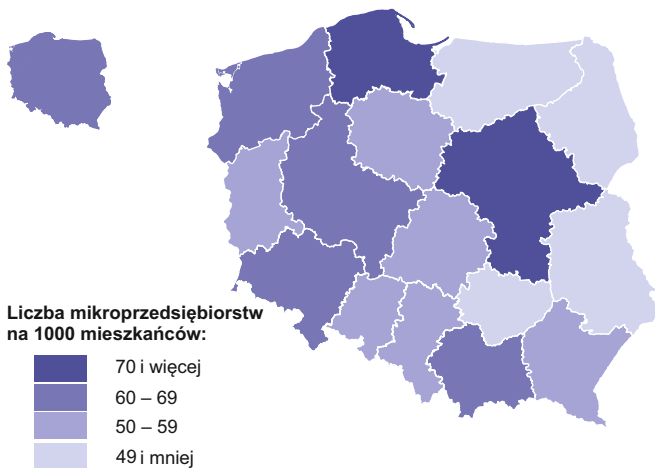 Liczba mikroprzedsiębiorstw
na 1000 mieszkańców:
70 i więcej
60 – 69
50 – 59
49 i mniej